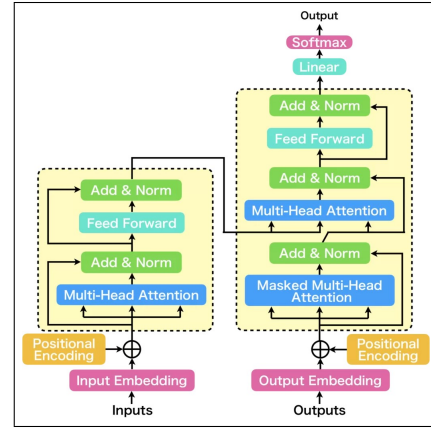 Output
Softmax
Linear
Add & Norm
Feed Forward
Add & Norm
Multi-Head Attention
Add & Norm
Masked Multi-Head
Attention
Positional
Encoding
Output Embedding
Outputs
Add & Norm
Feed Forward
Add & Norm
Multi-Head Attention
Positional
Encoding
Input Embedding
Inputs